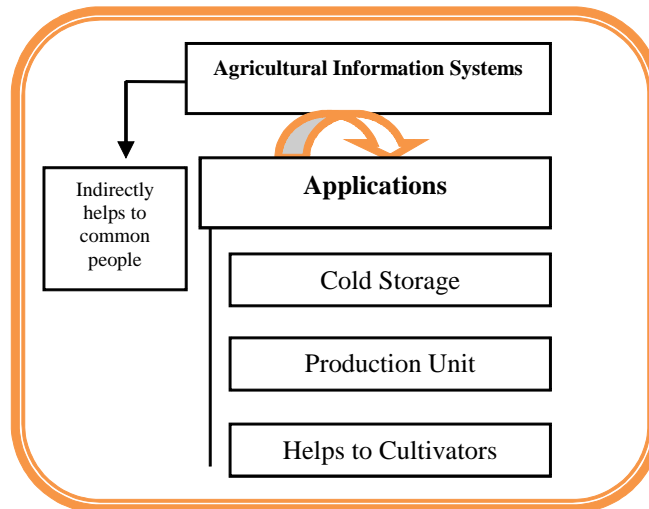 Agricultural Information Systems
Applications
Indirectly
helps to
common
people
Cold Storage
Production Unit
Helps to Cultivators